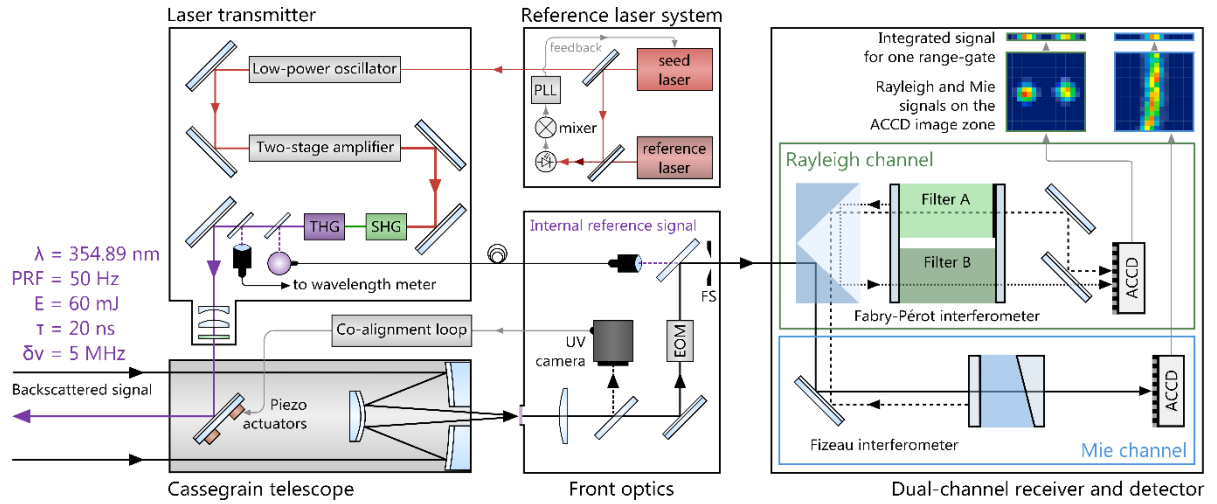 Laser transmitter
Low-power oscillator
Two-stage amplifier
THG
SHG
to wavelength meter
λ = 354.89 nm
PRF = 50 Hz
E = 60 mJ
τ = 20 ns
δν = 5 MHz
Backscattered signal
Co-alignment loop
Piezo
actuators
Cassegrain telescope
Reference laser system
feedback
seed
laser
PLL
mixer
reference
laser
Internal reference signal
FS
UV
camera
EOM
Front optics
Integrated signal
for one range-gate
Rayleigh and Mie
signals on the
ACCD image zone
Rayleigh channel
Filter A
Filter B
ACCD
Fabry-Pérot interferometer
ACCD
Fizeau interferometer
Mie channel
Dual-channel receiver and detector